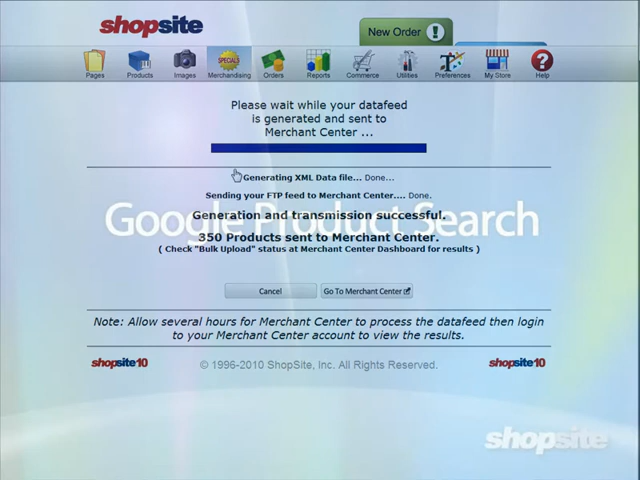 shopsite
New Order
Pages Products Images SPECIALS Merchandising Orders Reports Commerce Utilities Preferences My Store Help
Please wait while your datafeed
is generated and sent to
Merchant Center ...
Generating XML Data file... Done...
Sending your FTP feed to Merchant Center.... Done.
Generation and transmission successful.
Google Product Search
350 Products sent to Merchant Center.
( Check "Bulk Upload" status at Merchant Center Dashboard for results )
Cancel Go To Merchant Center
Note: Allow several hours for Merchant Center to process the datafeed then login
to your Merchant Center account to view the results.
shopsite10 © 1996-2010 ShopSite, Inc. All Rights Reserved. shopsite10
shopsite